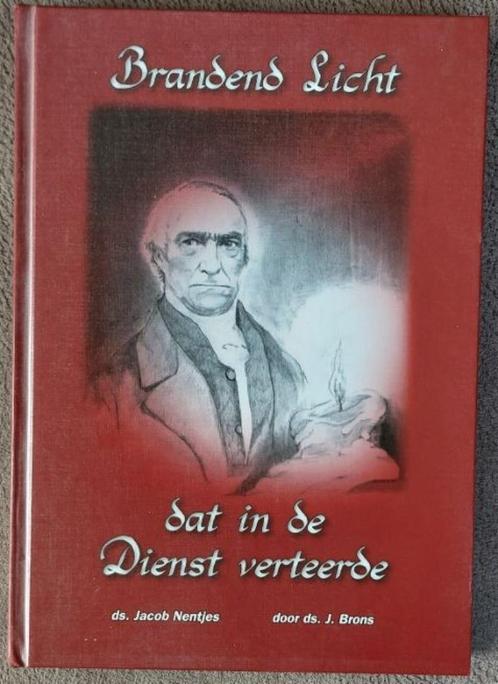 Brandend Licht
dat in de
Dienst verteerde
ds. Jacob Nentjes door ds. J. Brons